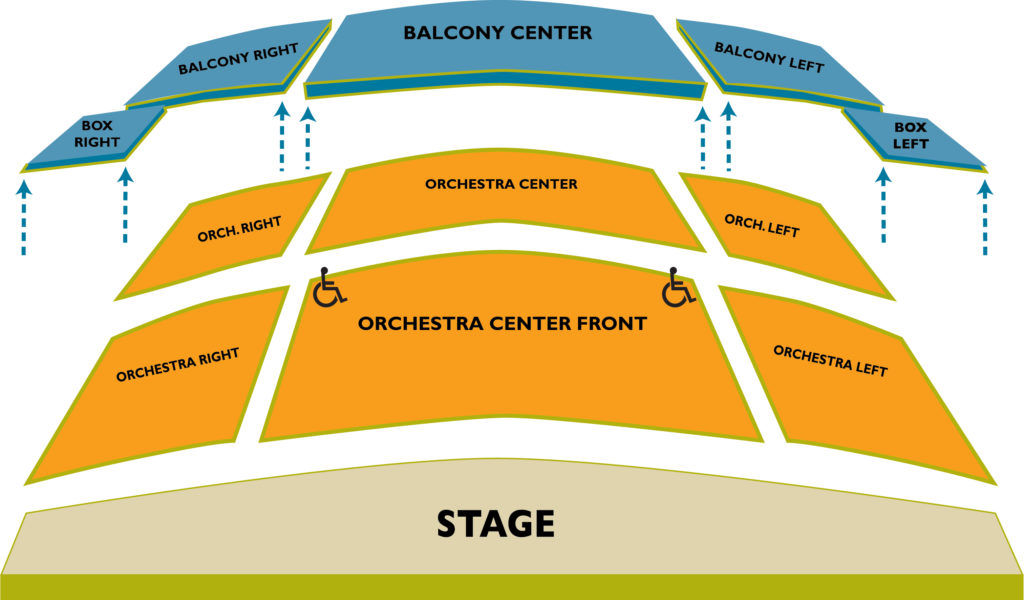 BALCONY RIGHT
BALCONY CENTER
BALCONY LEFT
BOX
RIGHT
BOX
LEFT
ORCH. RIGHT
ORCHESTRA CENTER
ORCH. LEFT
ORCHESTRA RIGHT
ORCHESTRA CENTER FRONT
ORCHESTRA LEFT
STAGE